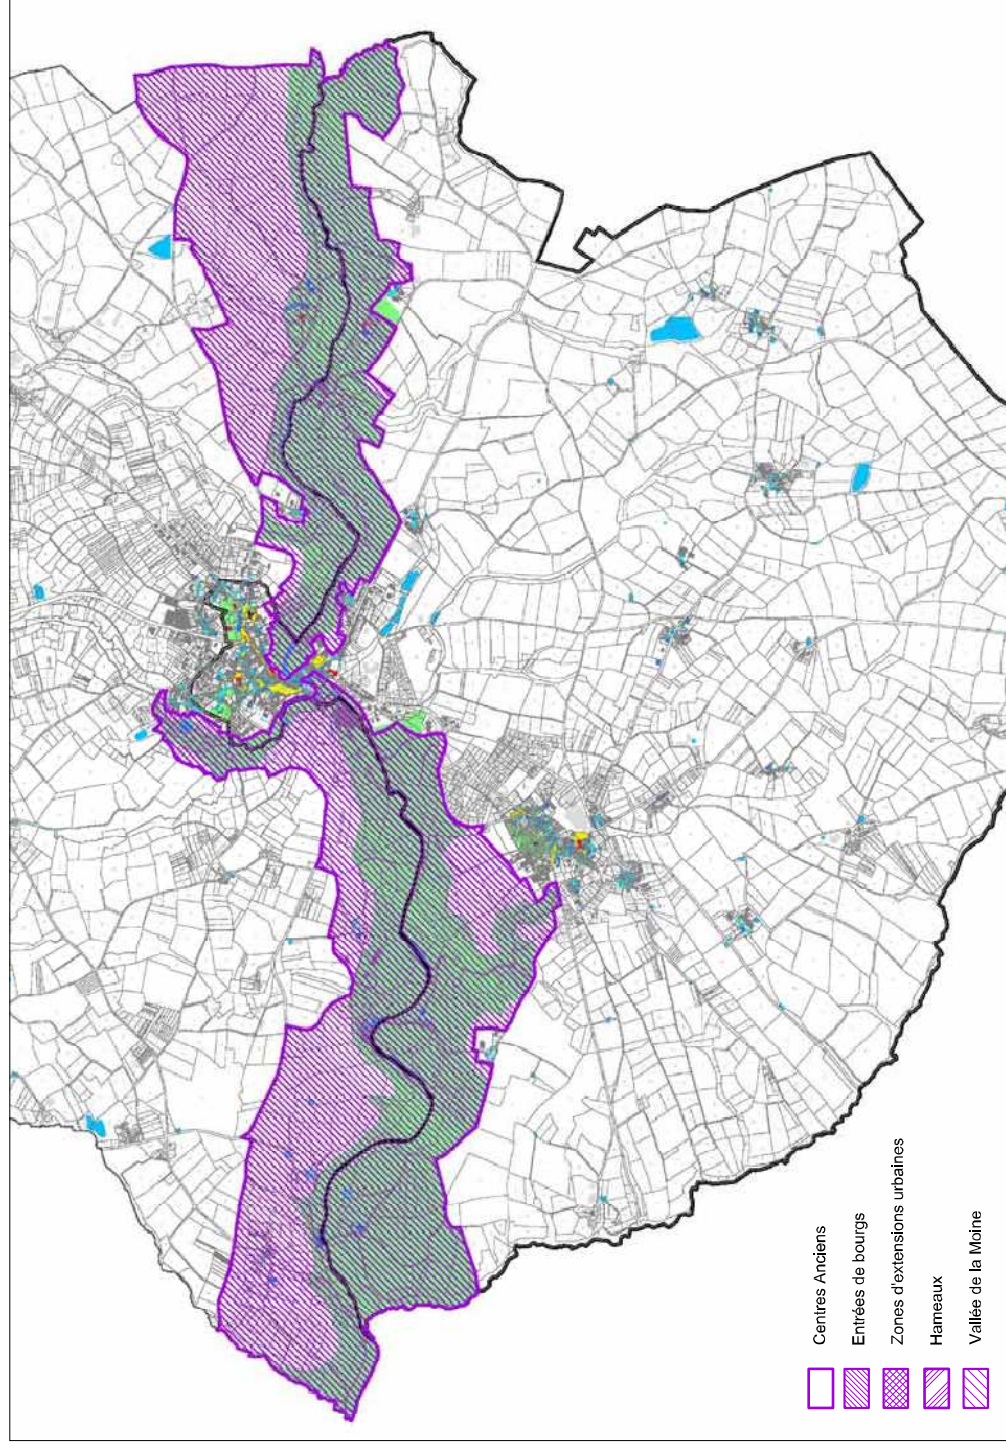 Centres Anciens
Entrées de bourgs
Zones d'extensions urbaines
Hameaux
Vallée de la Moine